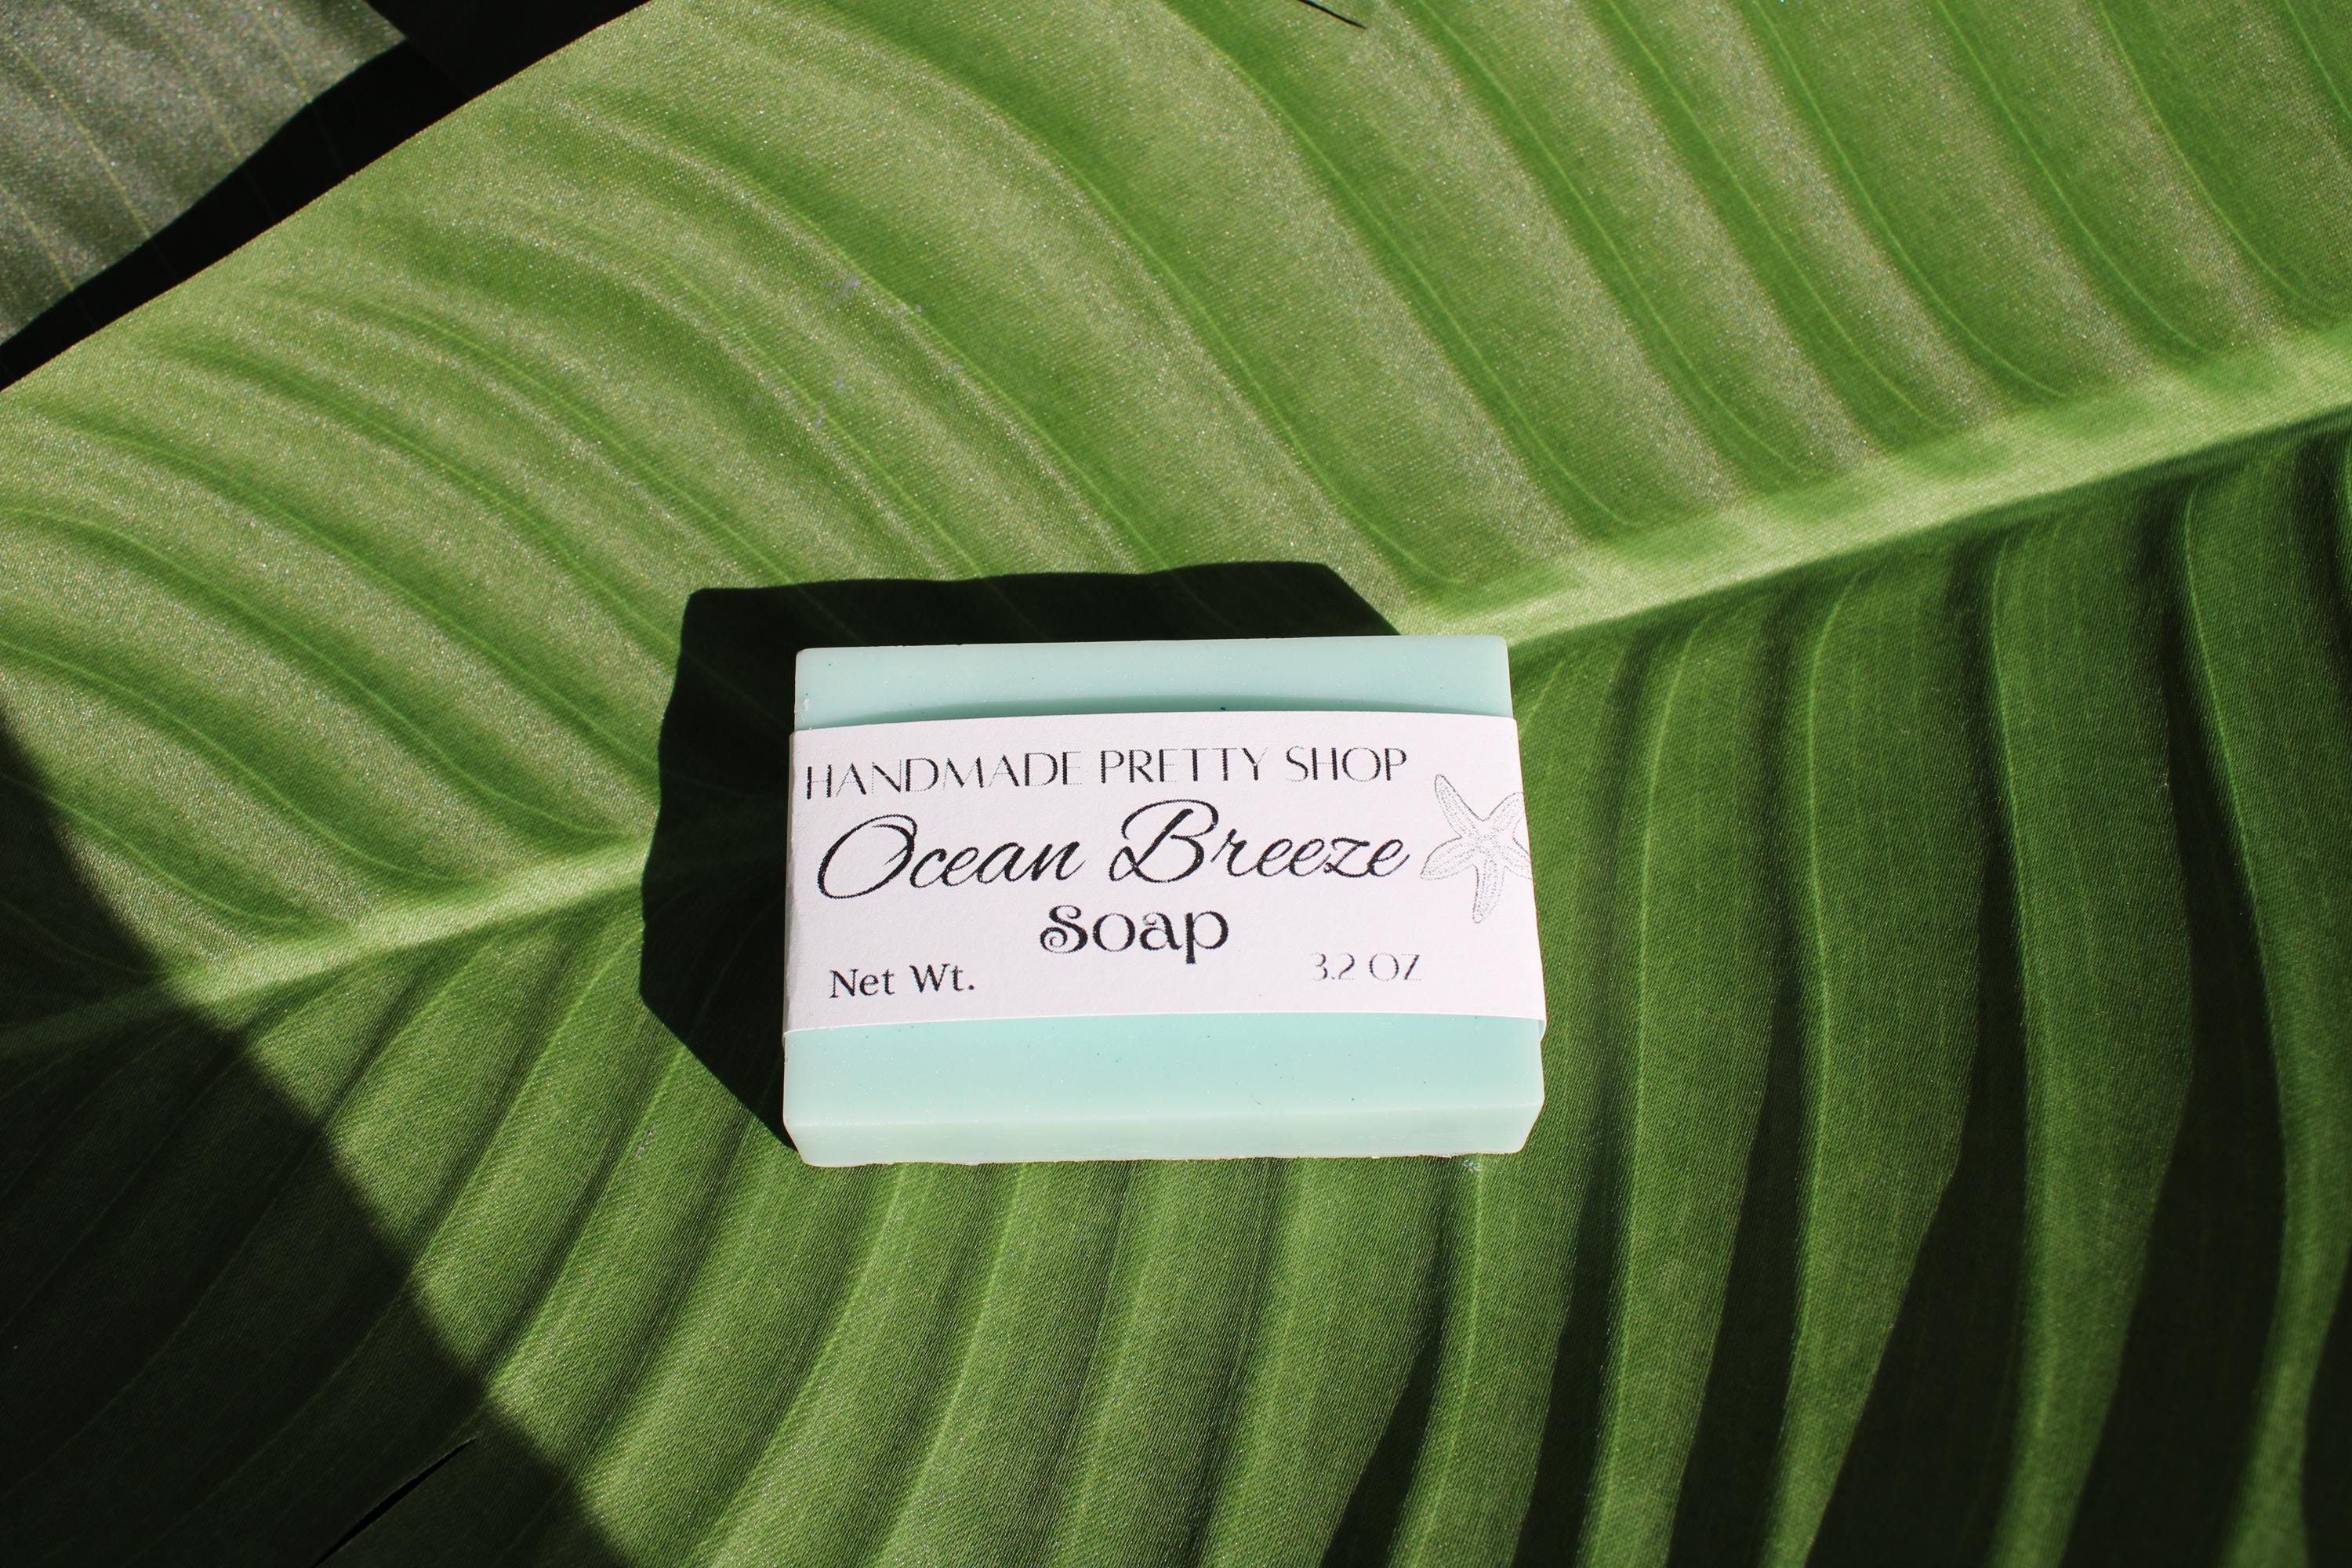 HANDMADE PRETTY SHOP
Ocean Breeze
Soap
Net Wt. 3.2 OZ